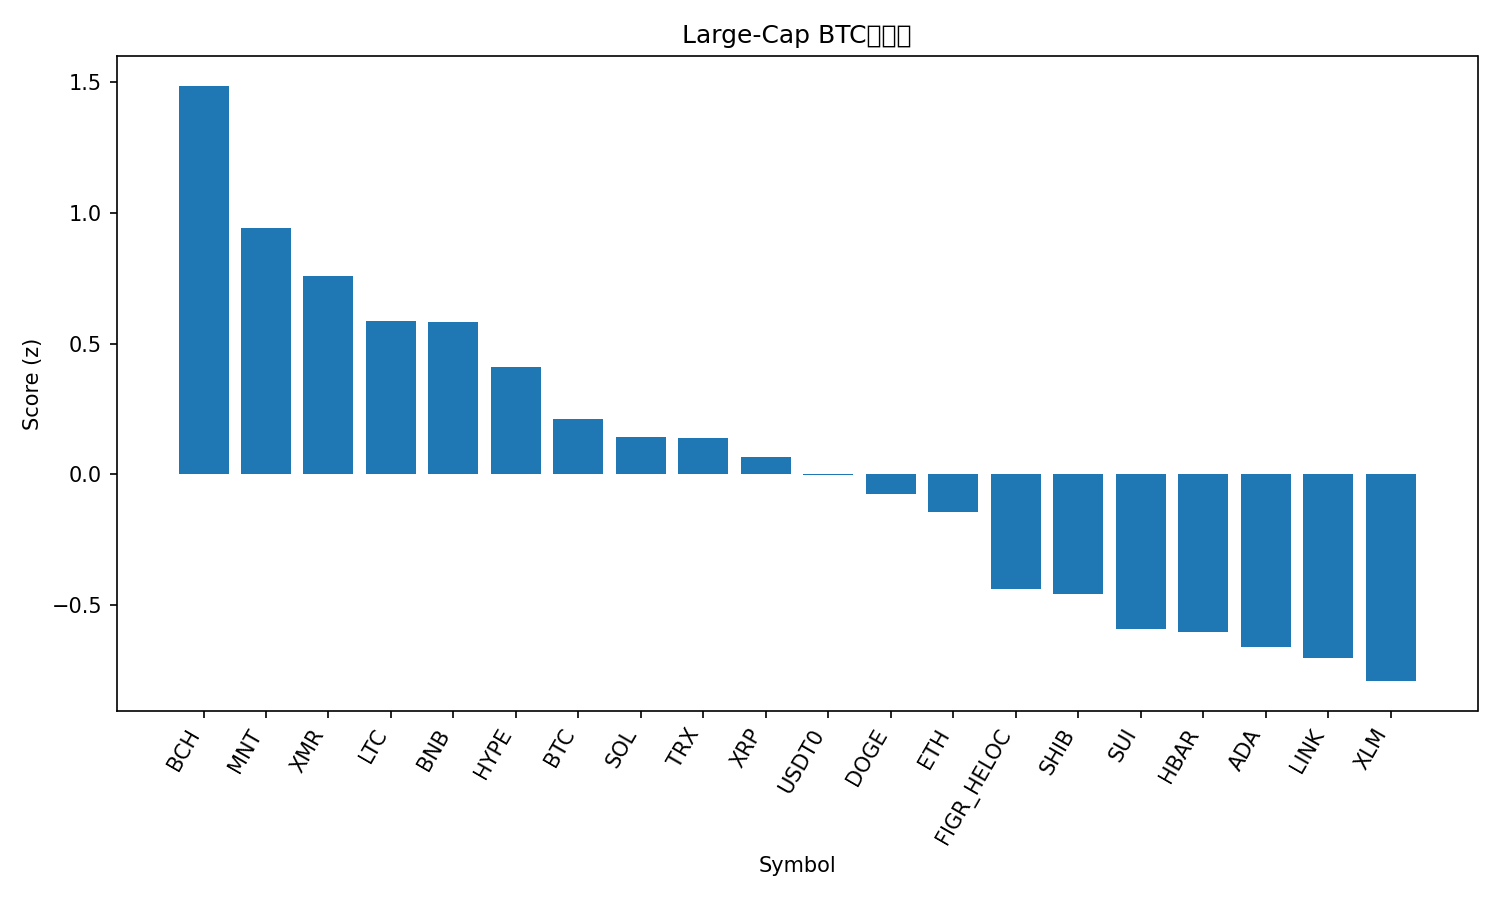 Large-Cap BTC
Score (z)
1.5
1.0
0.5
0.0
−0.5
BCH
MNT
XMR
LTC
BNB
HYPE
BTC
SOL
TRX
XRP
USDT0
DOGE
ETH
FIGR_HELOC
SHIB
SUI
HBAR
ADA
LINK
XLM
Symbol